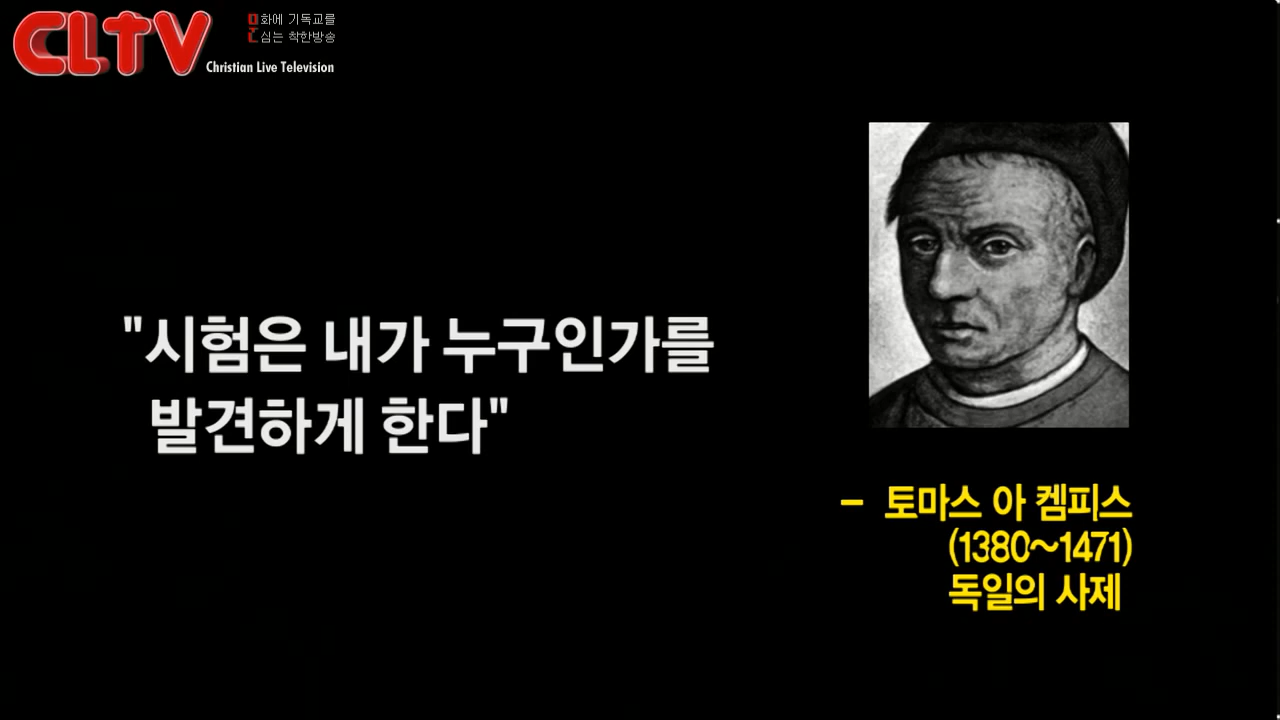 CLTV
문화에 기독교를
심는 착한방송
Christian Live Television
"시험은 내가 누구인가를
발견하게 한다"
- 토마스 아 켐피스
(1380~1471)
독일의 사제